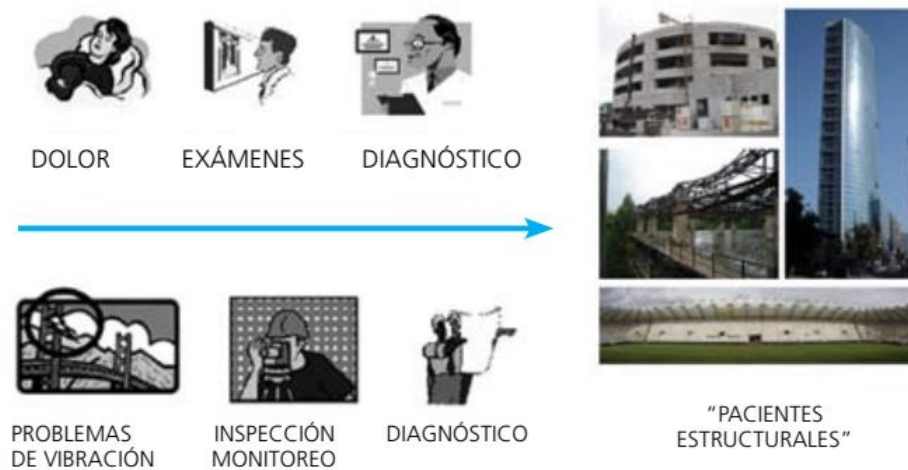 DOLOR
EXÁMENES
DIAGNÓSTICO
PROBLEMAS
DE VIBRACIÓN
INSPECCIÓN
MONITOREO
DIAGNÓSTICO
“PACIENTES
ESTRUCTURALES”